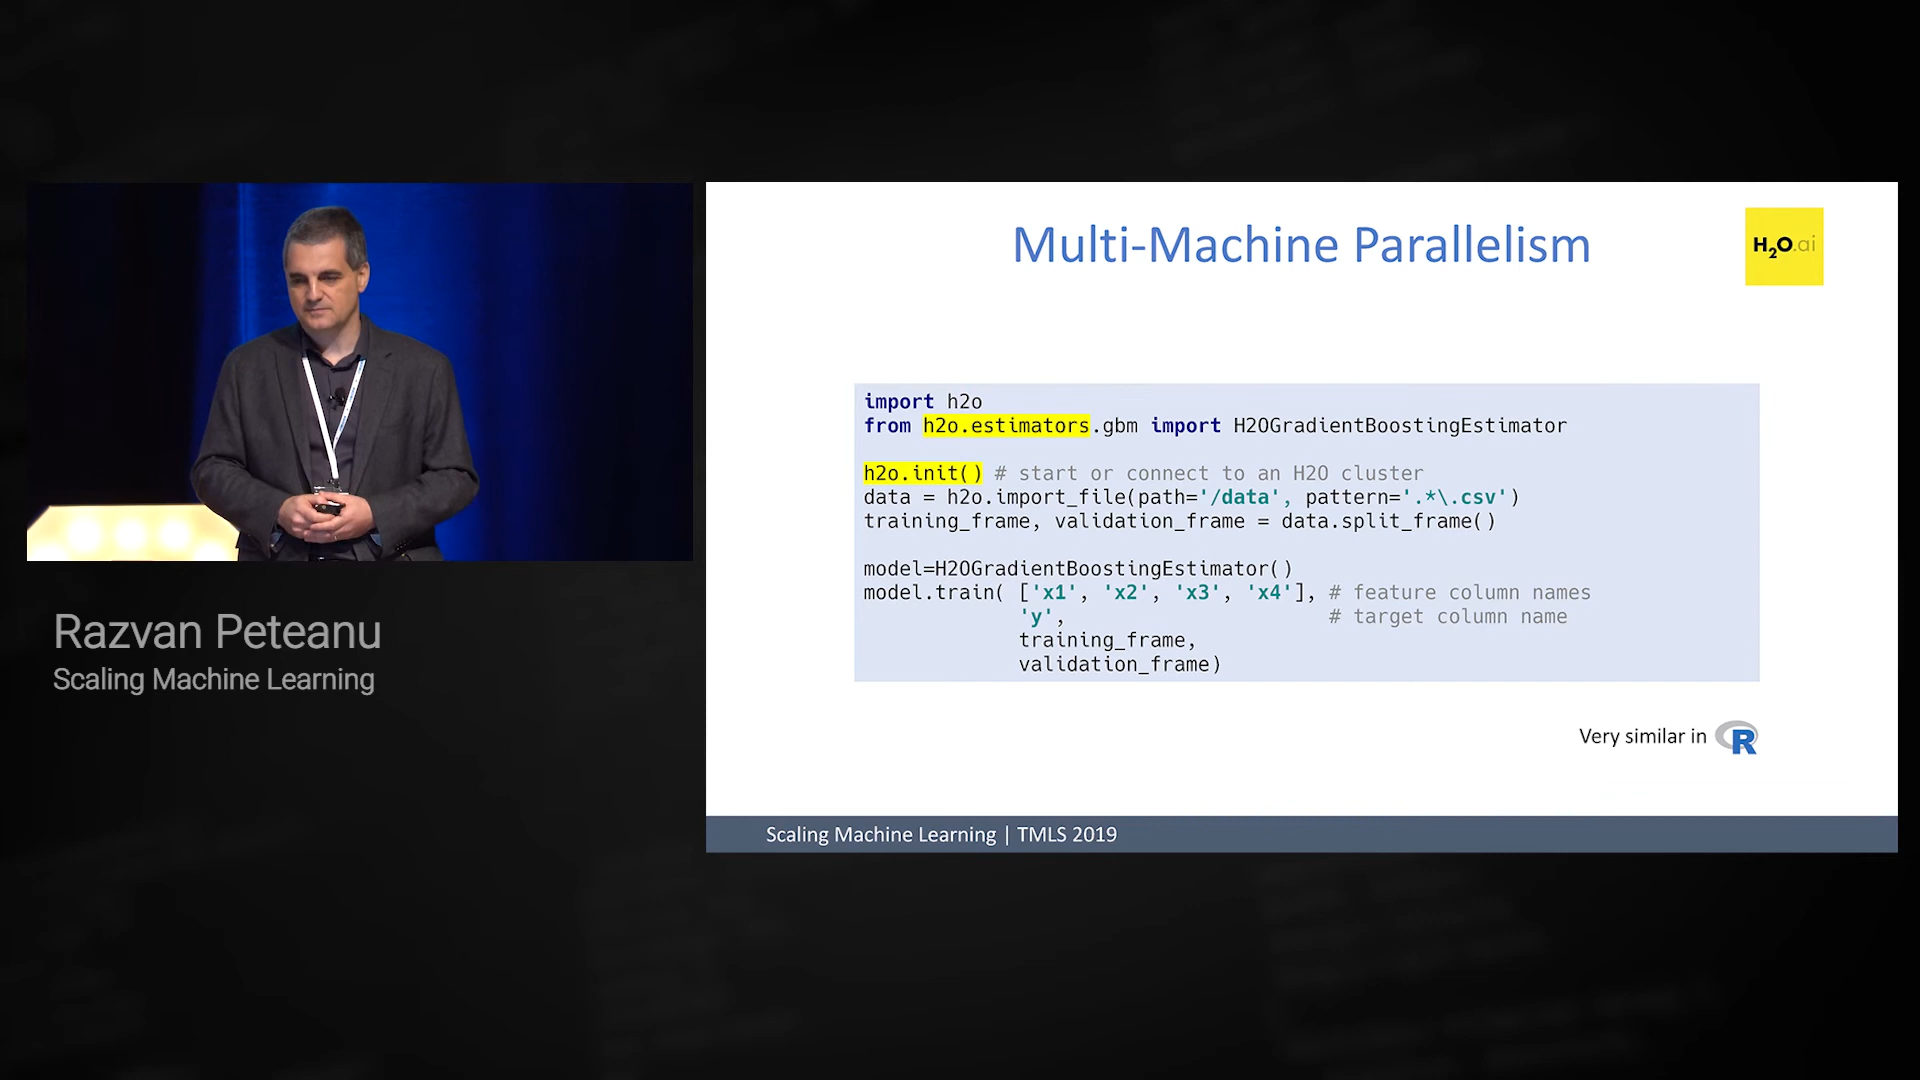 Multi-Machine Parallelism
H2O.ai
import h2o
from h2o.estimators.gbm import H2OGradientBoostingEstimator
h2o.init() # start or connect to an H2O cluster
data = h2o.import_file(path='/data', pattern='.*\.csv')
training_frame, validation_frame = data.split_frame()
model=H2OGradientBoostingEstimator()
model.train( ['x1', 'x2', 'x3', 'x4'], # feature column names
'y', # target column name
training_frame,
validation_frame)
Very similar in R
Scaling Machine Learning | TMLS 2019
Razvan Peteanu
Scaling Machine Learning